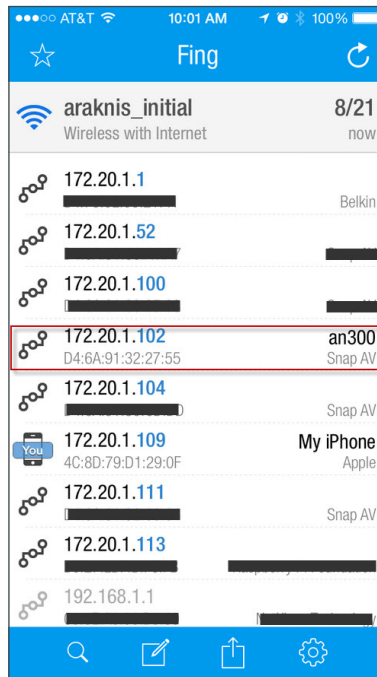 AT&T 10:01 AM 100%
Fing
araknis_initial 8/21
Wireless with Internet now
172.20.1.1
Belkin
172.20.1.52
172.20.1.100
172.20.1.102 an300
D4:6A:91:32:27:55 Snap AV
172.20.1.104
Snap AV
You 172.20.1.109 My iPhone
4C:8D:79:D1:29:0F Apple
172.20.1.111
Snap AV
172.20.1.113
192.168.1.1